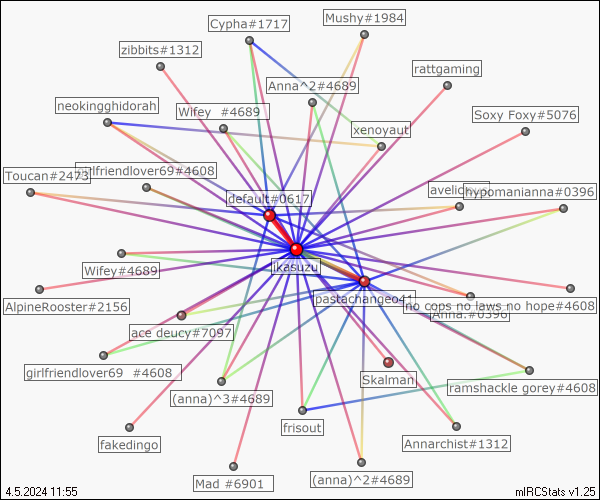 Mushy#1984
Cypha#1717
zibbits#1312
rattgaming
Anna^2#4689
neokingghidorah
Wifey  #4689
Soxy Foxy#5076
xenoyaut
Toucan#2473
girlfriendlover69#4608
default#0617
hypomanianna#0396
Wifey#4689
ikasuzu
pastachangeo41
AlpineRooster#2156
no cops no laws no hope#4608
Anna.#0396
ace deucy#7097
girlfriendlover69  #4608
Skalman
ramshackle gorey#4608
(anna)^3#4689
frisout
fakedingo
Annarchist#1312
Mad #6901
(anna)^2#4689
4.5.2024 11:55
mIRCStats v1.25